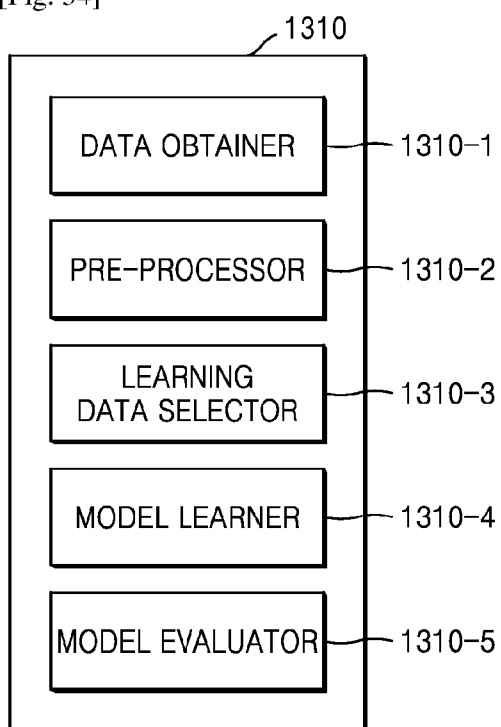 [Fig. 34]
1310
DATA OBTAINER
1310-1
PRE-PROCESSOR
1310-2
LEARNING
DATA SELECTOR
1310-3
MODEL LEARNER
1310-4
MODEL EVALUATOR
1310-5